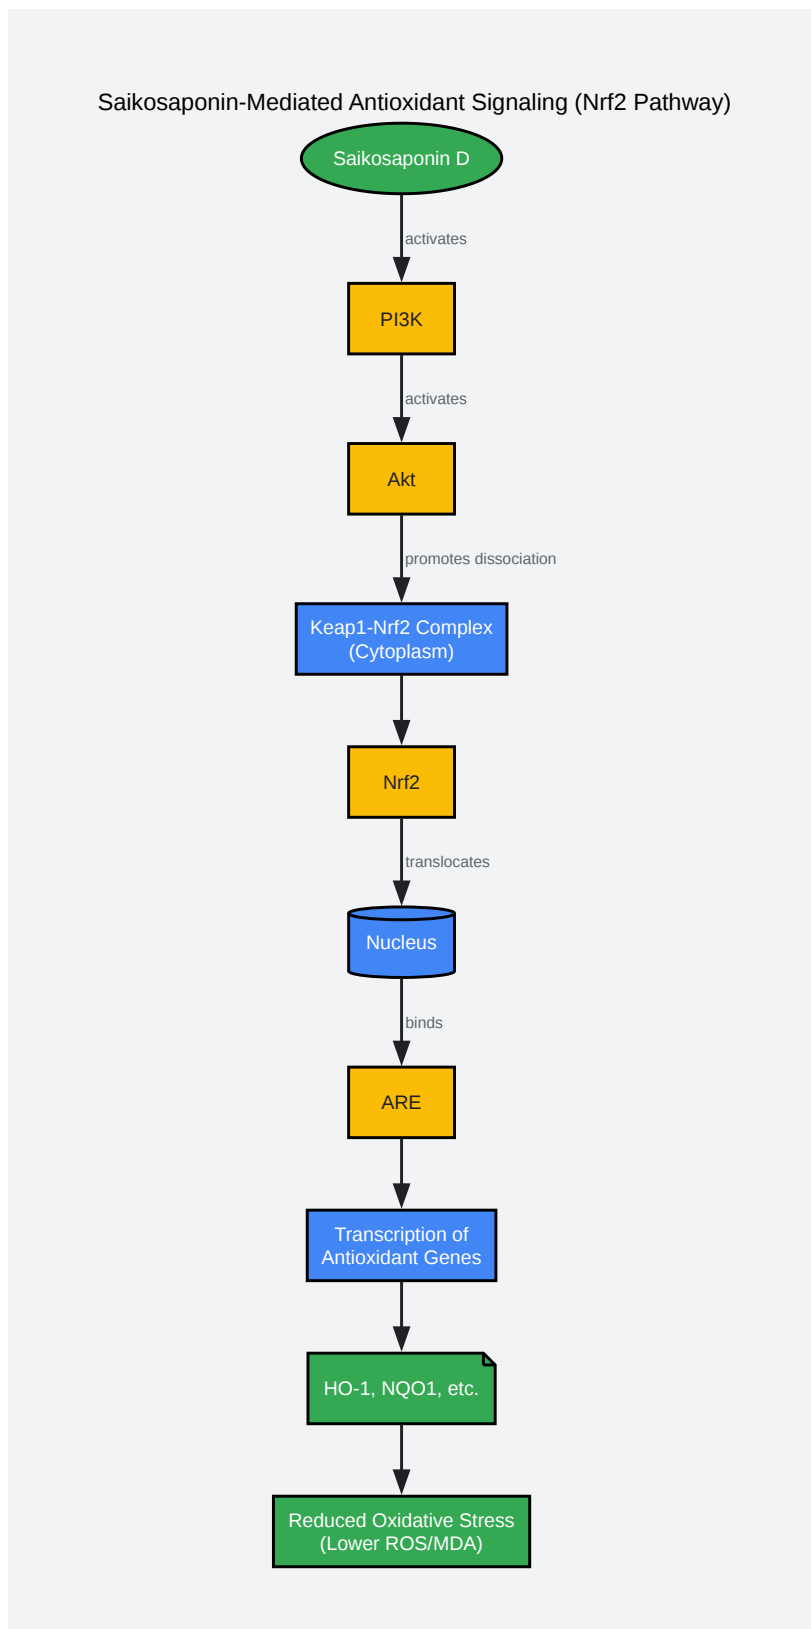 Saikosaponin-Mediated Antioxidant Signaling (Nrf2 Pathway)
Saikosaponin D
activates
PI3K
activates
Akt
promotes dissociation
Keap1-Nrf2 Complex
(Cytoplasm)
Nrf2
translocates
Nucleus
binds
ARE
Transcription of
Antioxidant Genes
HO-1, NQO1, etc.
Reduced Oxidative Stress
(Lower ROS/MDA)